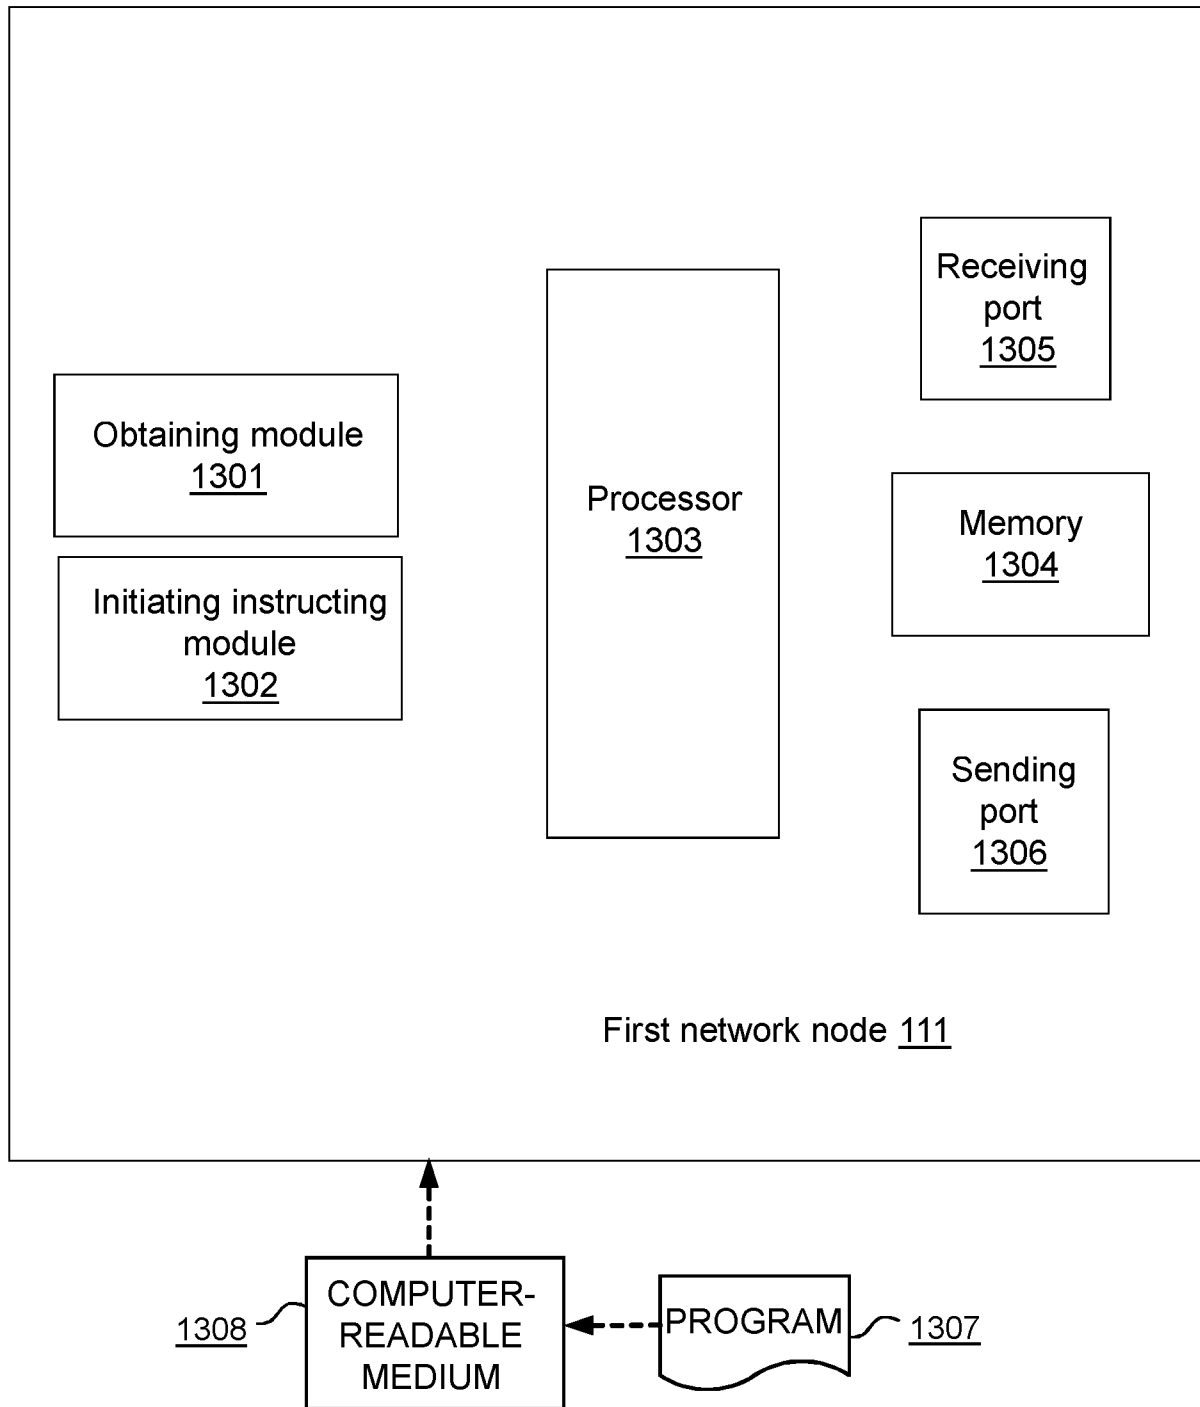 Obtaining module
1301
Initiating instructing
module
1302
Processor
1303
Receiving
port
1305
Memory
1304
Sending
port
1306
First network node 111
COMPUTER-
READABLE
MEDIUM
1308
PROGRAM
1307